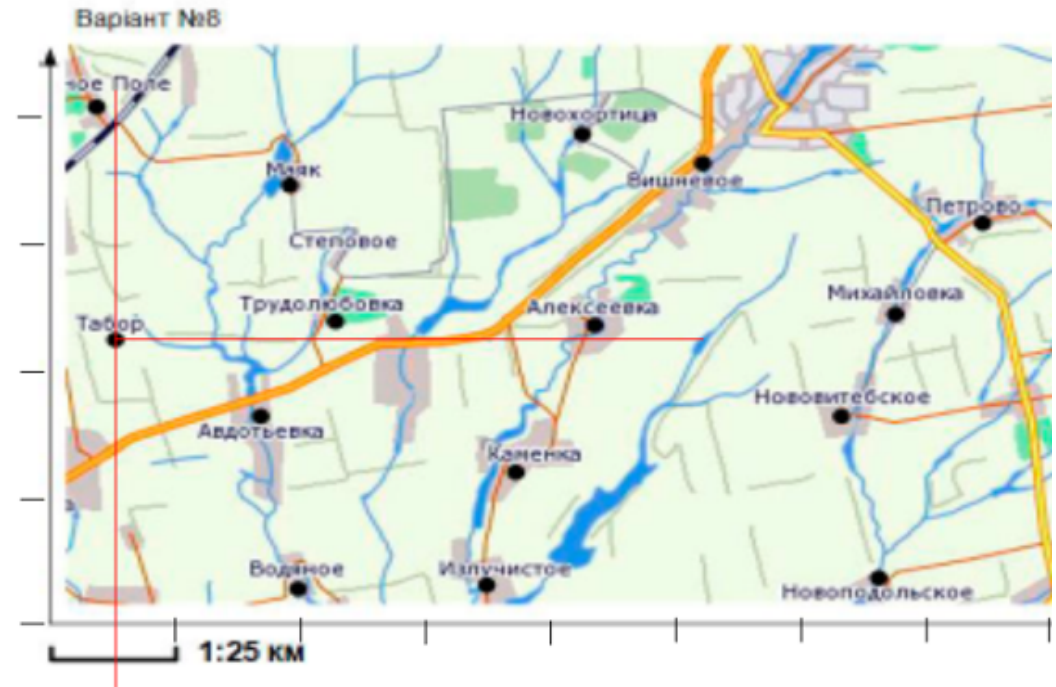 Варіант №8
ное Поле
Новохортица
Маяк
Вишневое
Петрово
Степовое
Трудолюбовка
Алексеевка
Михайловка
Табор
Нововитебское
Авдотьевка
Каменка
Водяное
Излучистое
Новоподольское
1:25 км